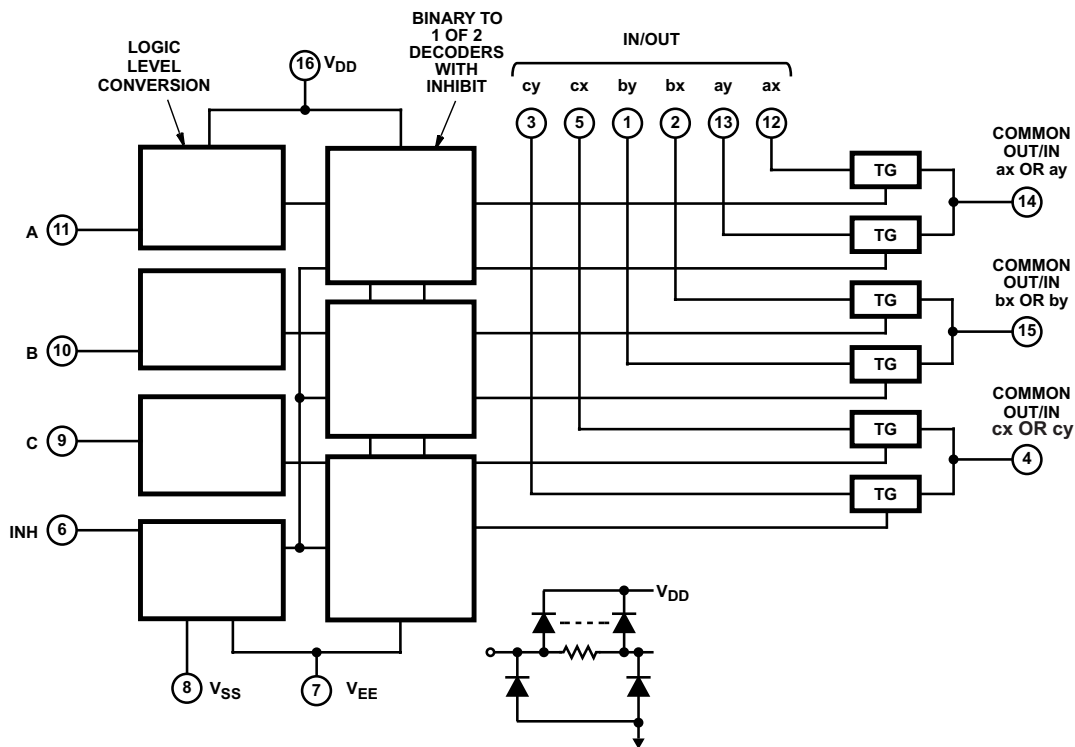 LOGIC
LEVEL
CONVERSION
16 VDD
BINARY TO
1 OF 2
DECODERS
WITH
INHIBIT
IN/OUT
cy cx by bx ay ax
3 5 1 2 13 12
COMMON
OUT/IN
ax OR ay
14
TG
TG
A 11
COMMON
OUT/IN
bx OR by
15
TG
TG
B 10
COMMON
OUT/IN
cx OR cy
4
TG
TG
C 9
INH 6
8 VSS
7 VEE
VDD